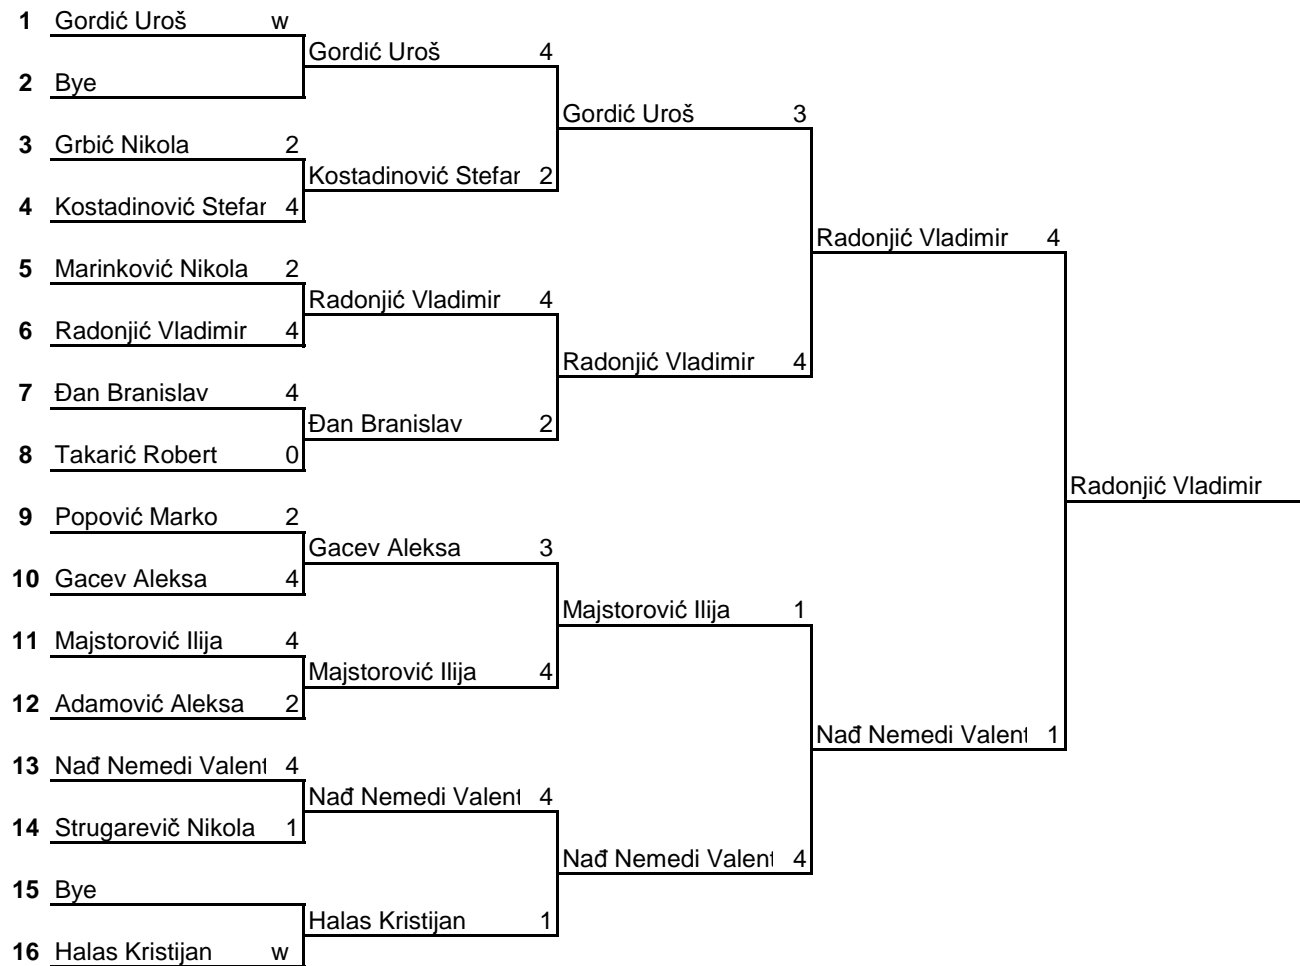 1 Gordić Uroš w
Gordić Uroš 4
2 Bye
Gordić Uroš 3
3 Grbić Nikola 2
Kostadinović Stefan 2
4 Kostadinović Stefan 4
Radonjić Vladimir 4
5 Marinković Nikola 2
Radonjić Vladimir 4
6 Radonjić Vladimir 4
Radonjić Vladimir 4
7 Đan Branislav 4
Đan Branislav 2
8 Takarić Robert 0
Radonjić Vladimir
9 Popović Marko 2
Gacev Aleksa 3
10 Gacev Aleksa 4
Majstorović Ilija 1
11 Majstorović Ilija 4
Majstorović Ilija 4
12 Adamović Aleksa 2
Nađ Nemedi Valent 1
13 Nađ Nemedi Valent 4
Nađ Nemedi Valent 4
14 Strugarevič Nikola 1
Nađ Nemedi Valent 4
15 Bye
Halas Kristijan 1
16 Halas Kristijan w